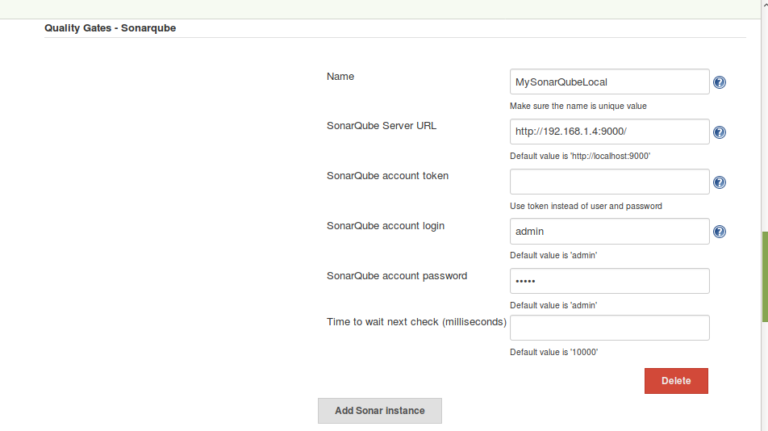 Quality Gates - Sonarqube
Name
MySonarQubeLocal
Make sure the name is unique value
SonarQube Server URL
http://192.168.1.4:9000/
Default value is 'http://localhost:9000'
SonarQube account token
Use token instead of user and password
SonarQube account login
admin
Default value is 'admin'
SonarQube account password
•••••
Default value is 'admin'
Time to wait next check (milliseconds)
Default value is '10000'
Delete
Add Sonar instance